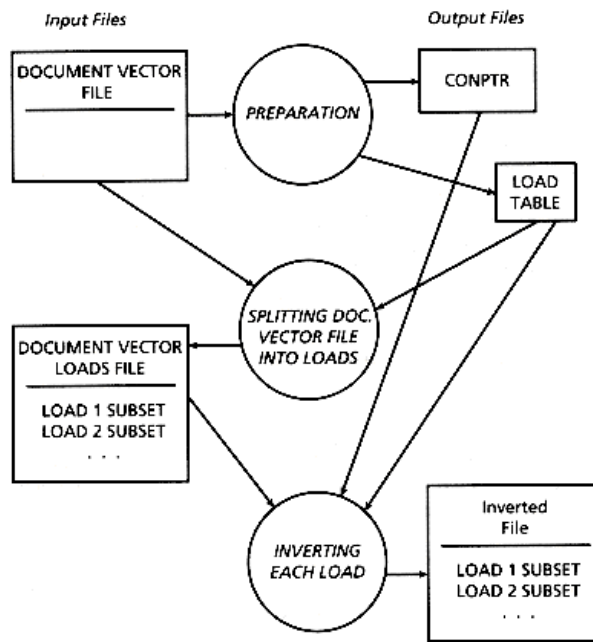 Input Files
Output Files
DOCUMENT VECTOR
FILE
PREPARATION
CONPTR
LOAD
TABLE
SPLITTING DOC.
VECTOR FILE
INTO LOADS
DOCUMENT VECTOR
LOADS FILE
LOAD 1 SUBSET
LOAD 2 SUBSET
. . .
INVERTING
EACH LOAD
Inverted
File
LOAD 1 SUBSET
LOAD 2 SUBSET
. . .